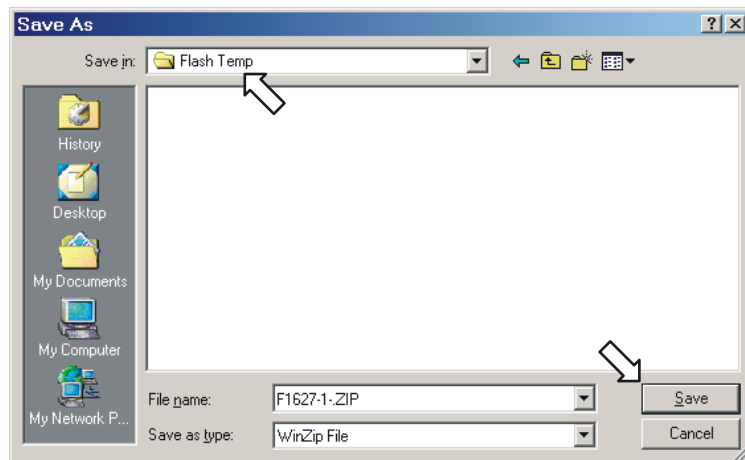 Save As
Save in: Flash Temp
History
Desktop
My Documents
My Computer
My Network P...
File name: F1627-1-.ZIP Save
Save as type: WinZip File Cancel